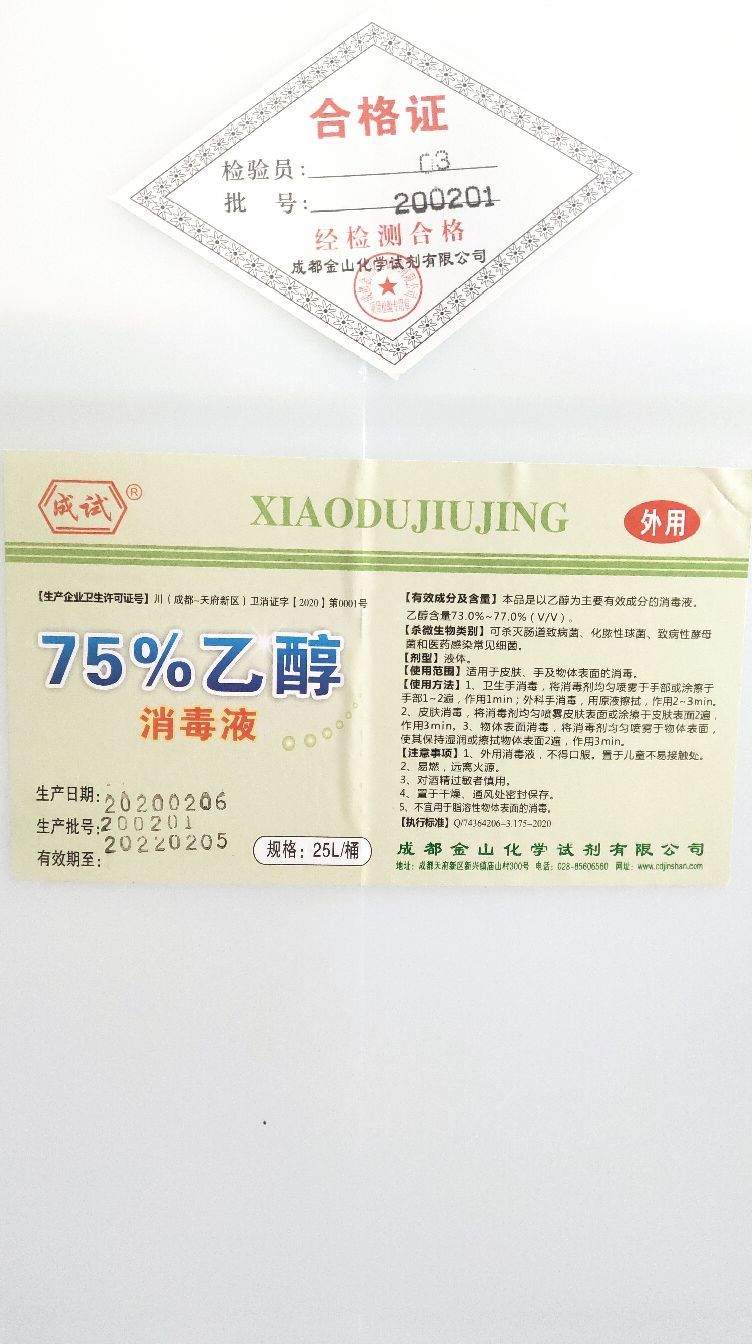 合格证
检验员：03
批 号：200201
经检测合格
成都金山化学试剂有限公司
成试®
XIAODUJIUJING
外用
【生产企业卫生许可证号】川（成都~天府新区）卫消证字［2020］第0001号
75%乙醇
消毒液
生产日期：20200206
生产批号：200201
有效期至：20220205
规格：25L/桶
【有效成分及含量】本品是以乙醇为主要有效成分的消毒液。
乙醇含量73.0%~77.0%（V/V）。
【杀微生物类别】可杀灭肠道致病菌、化脓性球菌、致病性酵母
菌和医药感染常见细菌。
【剂型】液体。
【使用范围】适用于皮肤、手及物体表面的消毒。
【使用方法】1、卫生手消毒，将消毒剂均匀喷雾于手部或涂擦于
手部1~2遍，作用1min；外科手消毒，用原液擦拭，作用2~3min。
2、皮肤消毒，将消毒剂均匀喷雾皮肤表面或涂擦于皮肤表面2遍，
作用3min。3、物体表面消毒，将消毒剂均匀喷雾于物体表面，
使其保持湿润或擦拭物体表面2遍，作用3min。
【注意事项】1、外用消毒液，不得口服。置于儿童不易接触处。
2、易燃，远离火源。
3、对酒精过敏者慎用。
4、置于干燥、通风处密封保存。
5、不宜用于脂溶性物体表面的消毒。
【执行标准】Q/74364206-3.175-2020
成都金山化学试剂有限公司
地址：成都天府新区新兴镇庙山村300号 电话：028-85606560 网址：www.cdjinshan.com